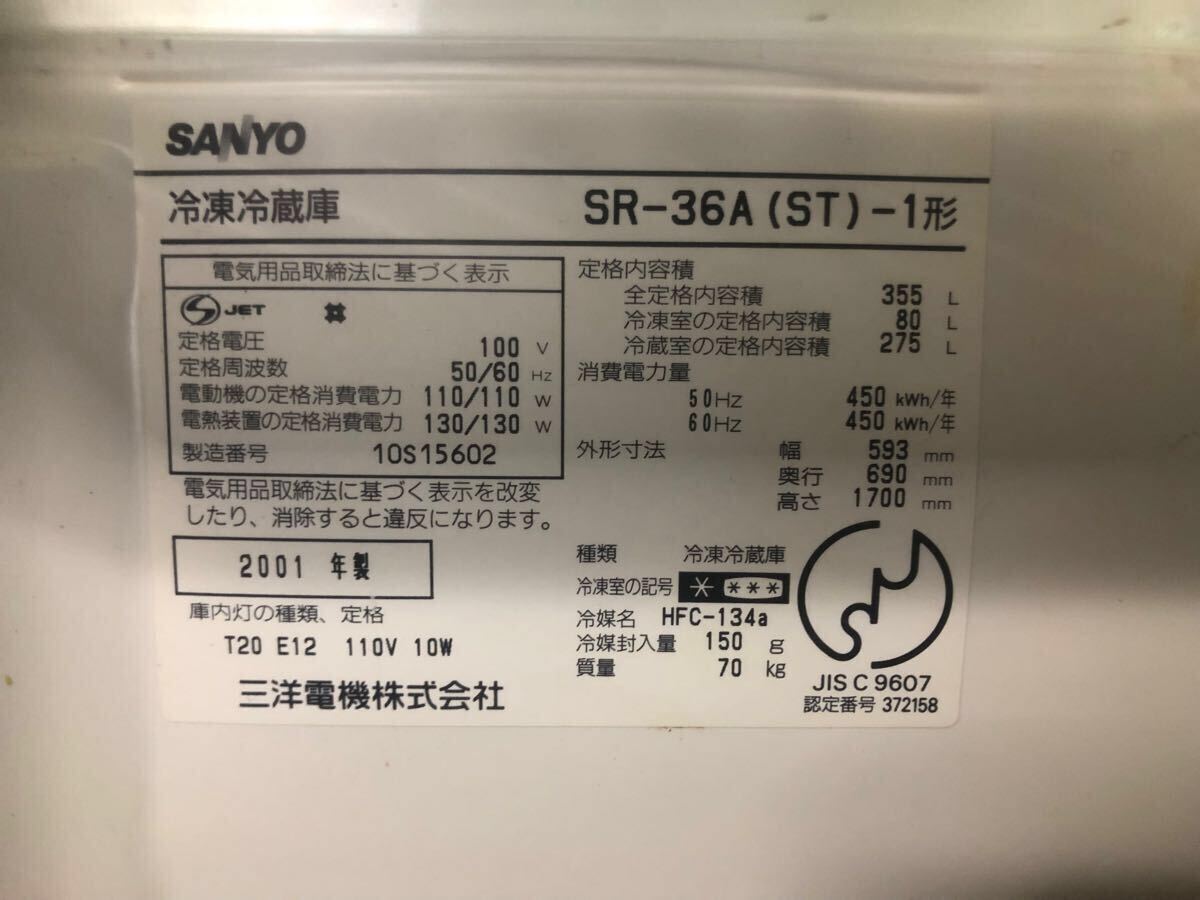 SANYO
冷凍冷蔵庫 SR-36A(ST)-1形
電気用品取締法に基づく表示
JET
定格電圧 100 V
定格周波数 50/60 Hz
電動機の定格消費電力 110/110 W
電熱装置の定格消費電力 130/130 W
製造番号 10S15602
電気用品取締法に基づく表示を改変
したり、消除すると違反になります。
2001 年製
庫内灯の種類、定格
T20 E12 110V 10W
三洋電機株式会社
定格内容積
全定格内容積 355 L
冷凍室の定格内容積 80 L
冷蔵室の定格内容積 275 L
消費電力量
50Hz 450 kWh/年
60Hz 450 kWh/年
外形寸法 幅 593 mm
奥行 690 mm
高さ 1700 mm
種類 冷凍冷蔵庫
冷凍室の記号 * ***
冷媒名 HFC-134a
冷媒封入量 150 g
質量 70 kg
JIS C 9607
認定番号 372158